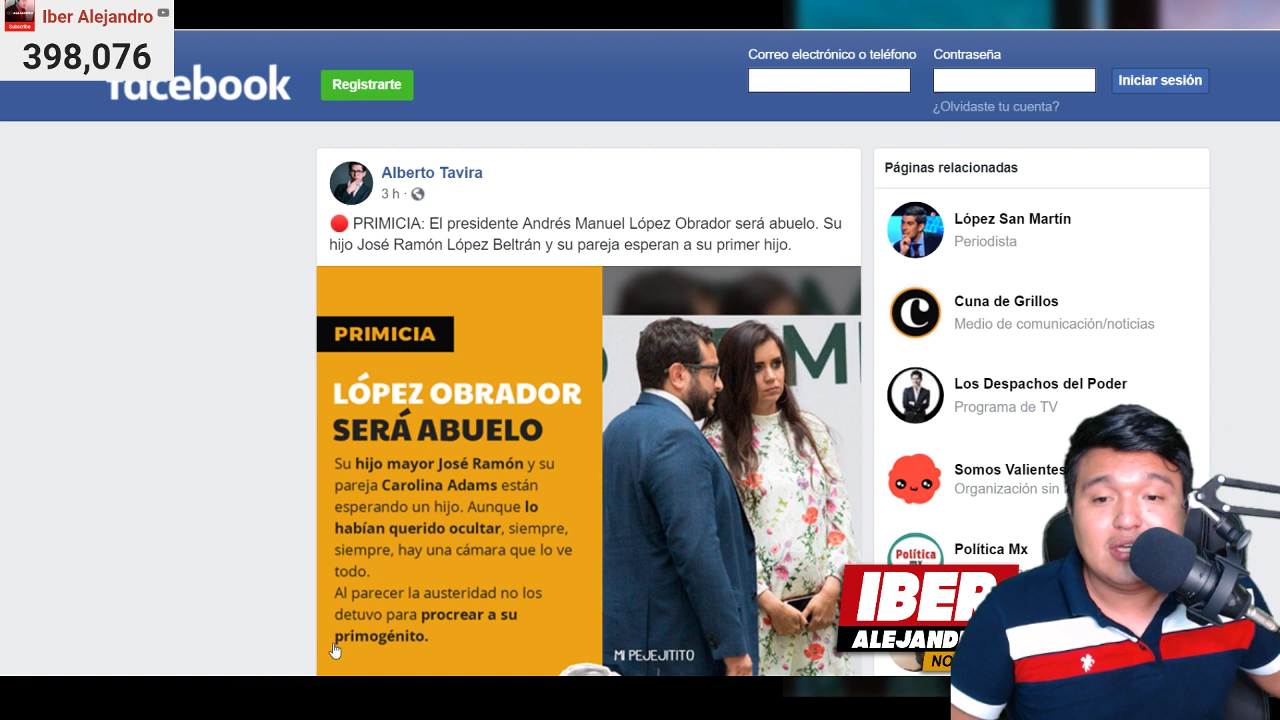 Iber Alejandro
Subscribe
398,076
facebook
Registrarte
Correo electrónico o teléfono
Contraseña
Iniciar sesión
¿Olvidaste tu cuenta?
Alberto Tavira
3 h ·
PRIMICIA: El presidente Andrés Manuel López Obrador será abuelo. Su
hijo José Ramón López Beltrán y su pareja esperan a su primer hijo.
PRIMICIA
LÓPEZ OBRADOR
SERÁ ABUELO
Su hijo mayor José Ramón y su
pareja Carolina Adams están
esperando un hijo. Aunque lo
habían querido ocultar, siempre,
siempre, hay una cámara que lo ve
todo.
Al parecer la austeridad no los
detuvo para procrear a su
primogénito.
MI PEJEJITITO
Páginas relacionadas
López San Martín
Periodista
C
Cuna de Grillos
Medio de comunicación/noticias
Los Despachos del Poder
Programa de TV
Somos Valientes
Organización sin
Política
mx
Política Mx
IBER